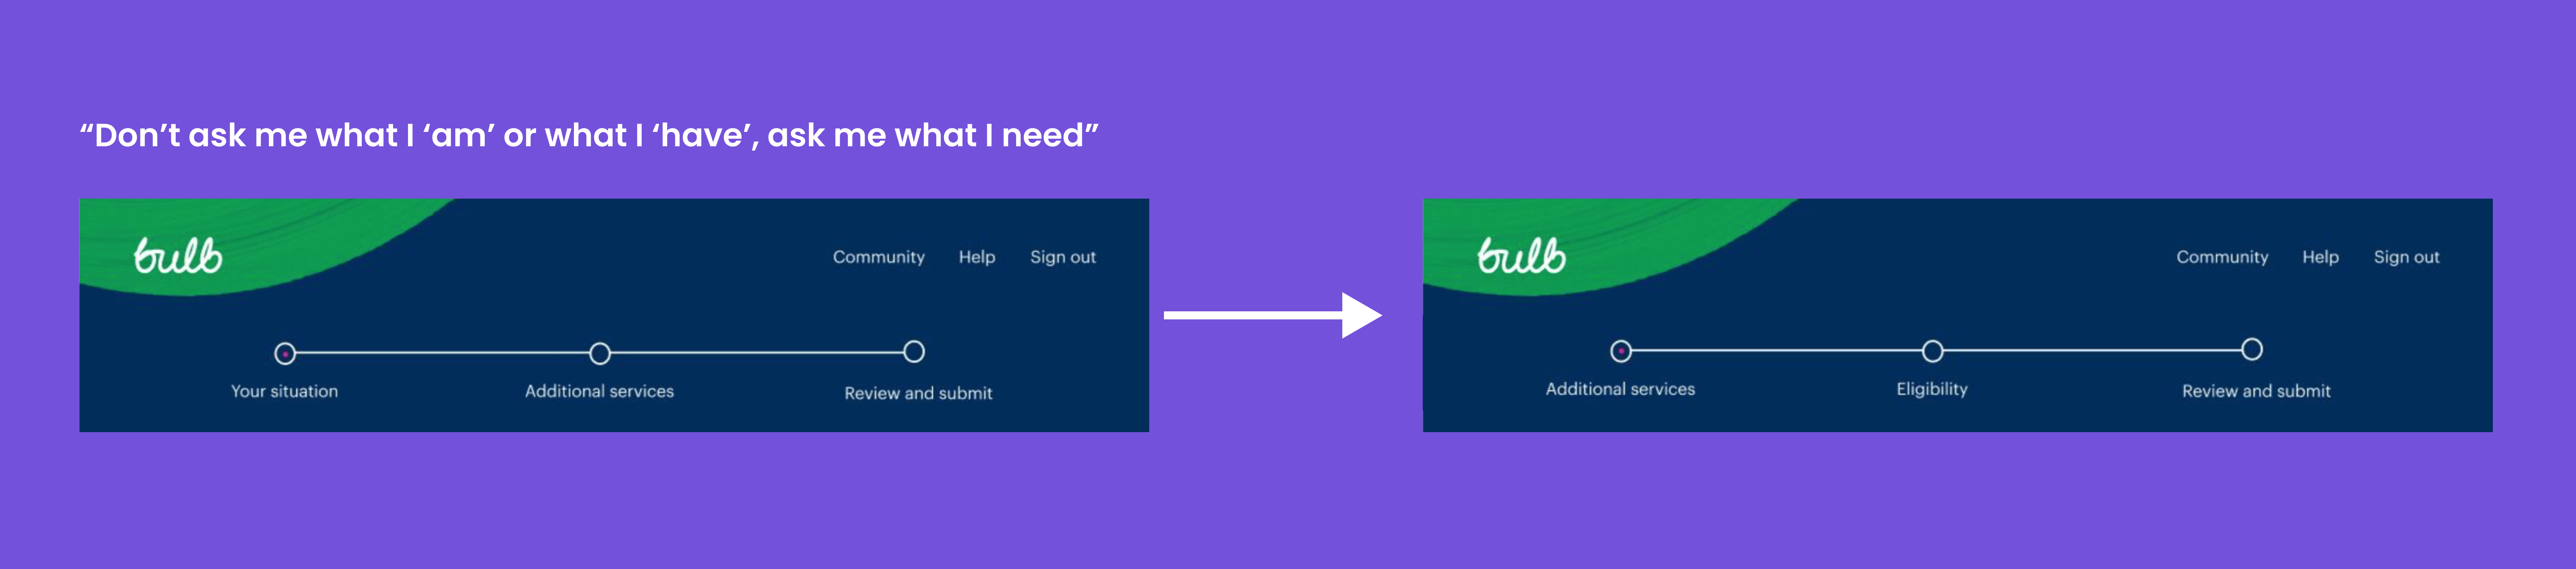 “Don’t ask me what I ‘am’ or what I ‘have’, ask me what I need”
bulb
Community Help Sign out
Your situation Additional services Review and submit
bulb
Community Help Sign out
Additional services Eligibility Review and submit